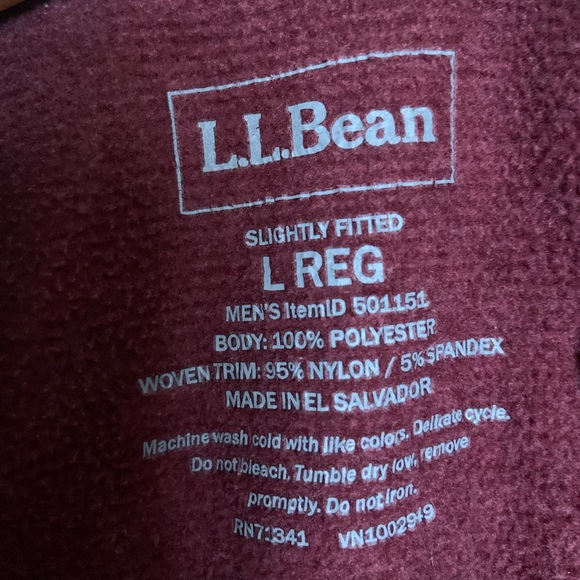 L.L.Bean
SLIGHTLY FITTED
L REG
MEN'S ItemID 501151
BODY: 100% POLYESTER
WOVEN TRIM: 95% NYLON / 5% SPANDEX
MADE IN EL SALVADOR
Machine wash cold with like colors. Delicate cycle.
Do not bleach. Tumble dry low, remove
promptly. Do not iron.
RN71341 VN1002949